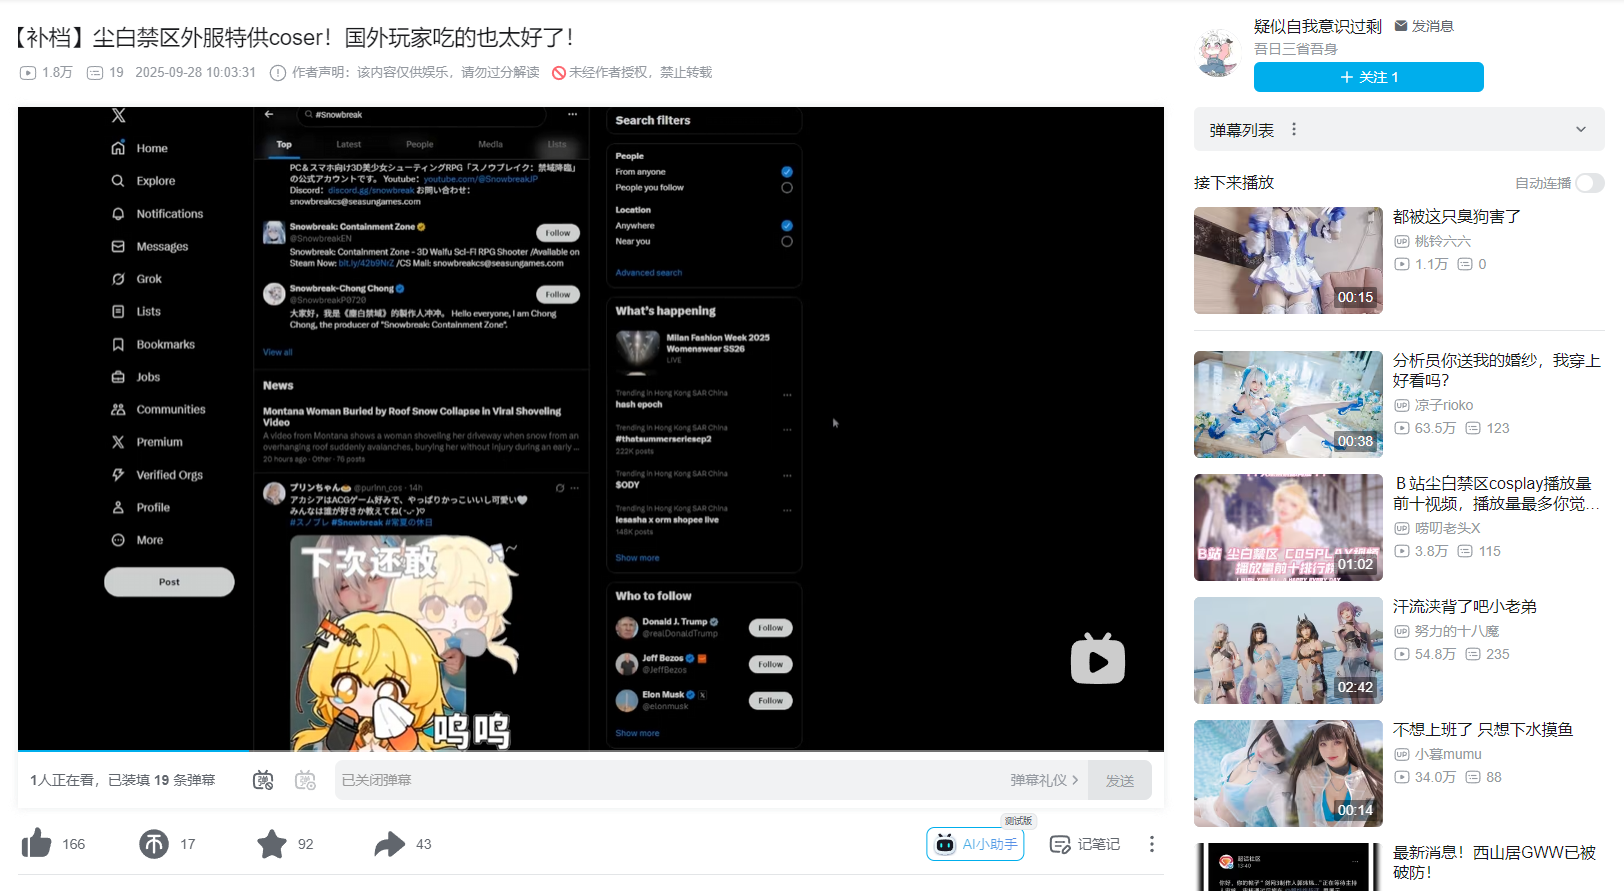 【补档】尘白禁区外服特供coser！国外玩家吃的也太好了！
1.8万 19 2025-09-28 10:03:31 作者声明：该内容仅供娱乐，请勿过分解读 未经作者授权，禁止转载
X
Home
Explore
Notifications
Messages
Grok
Lists
Bookmarks
Jobs
Communities
Premium
Verified Orgs
Profile
More
Post
#Snowbreak
Top Latest People Media Lists
PC＆スマホ向け3D美少女シューティングRPG「スノウブレイク：禁域降臨」
の公式アカウントです。 Youtube: youtube.com/@SnowbreakJP
Discord: discord.gg/snowbreak お問い合わせ：
snowbreakcs@seasungames.com
Snowbreak: Containment Zone
@SnowbreakEN
Follow
Snowbreak: Containment Zone - 3D Waifu Sci-Fi RPG Shooter /Available on
Steam Now: bit.ly/42b9NrZ /CS Mail: snowbreakcs@seasungames.com
Snowbreak-Chong Chong
@SnowbreakP0720
Follow
大家好，我是《塵白禁域》的製作人冲冲。 Hello everyone, I am Chong
Chong, the producer of "Snowbreak: Containment Zone".
View all
News
Montana Woman Buried by Roof Snow Collapse in Viral Shoveling
Video
A video from Montana shows a woman shoveling her driveway when snow from an
overhanging roof suddenly avalanches, burying her without injury during an early ...
20 hours ago · Other · 76 posts
プリンちゃん🍮 @purinn_cos · 14h
アカシアはACGゲーム好みで、やっぱりかっこいいし可愛い🤍
みんなは誰が好きか教えてね
#スノブレ #Snowbreak #常夏の休日
下次还敢
呜呜
Search filters
People
From anyone
People you follow
Location
Anywhere
Near you
Advanced search
What's happening
Milan Fashion Week 2025
Womenswear SS26
LIVE
Trending in Hong Kong SAR China
hash epoch
Trending in Hong Kong SAR China
#thatsummerseriesep2
222K posts
Trending in Hong Kong SAR China
$ODY
Trending in Hong Kong SAR China
lesasha x orm shopee live
148K posts
Show more
Who to follow
Donald J. Trump
@realDonaldTrump
Follow
Jeff Bezos
@JeffBezos
Follow
Elon Musk X
@elonmusk
Follow
Show more
1人正在看，已装填 19 条弹幕 弹 弹 已关闭弹幕 弹幕礼仪 > 发送
166 17 92 43 AI小助手 测试版 记笔记
疑似自我意识过剩 发消息
吾日三省吾身
+ 关注 1
弹幕列表
接下来播放 自动连播
00:15
都被这只臭狗害了
UP 桃铃六六
1.1万 0
00:38
分析员你送我的婚纱，我穿上
好看吗？
UP 凉子rioko
63.5万 123
B站 尘白禁区 COSPLAY视频
播放量前十排行榜
01:02
B站尘白禁区cosplay播放量
前十视频，播放量最多你觉...
UP 唠叨老头X
3.8万 115
02:42
汗流浃背了吧小老弟
UP 努力的十八魔
54.8万 235
00:14
不想上班了 只想下水摸鱼
UP 小暮mumu
34.0万 88
最新消息！西山居GWW已被
破防！